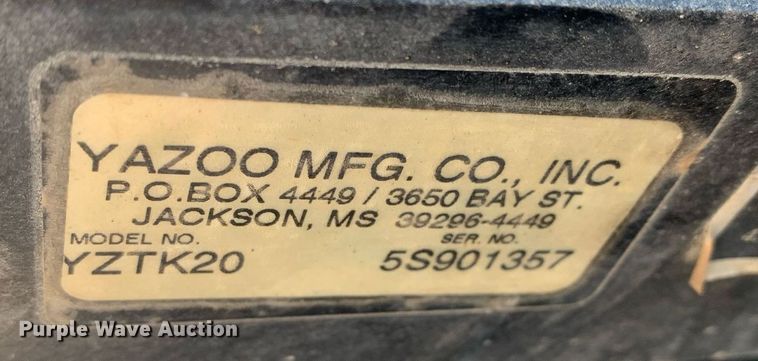 YAZOO MFG. CO., INC.
P.O.BOX 4449 / 3650 BAY ST.
JACKSON, MS 39296-4449
MODEL NO. SER. NO.
YZTK20 5S901357
Purple Wave Auction